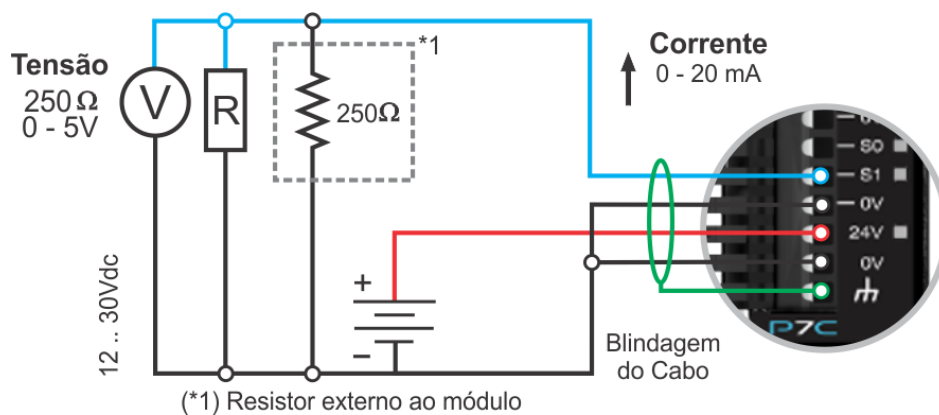 *1
Corrente
0 - 20 mA
Tensão
250 Ω
0 - 5V
V
R
250Ω
S0
S1
0V
24V
0V
+
−
12 .. 30Vdc
P7C
Blindagem
do Cabo
(*1) Resistor externo ao módulo